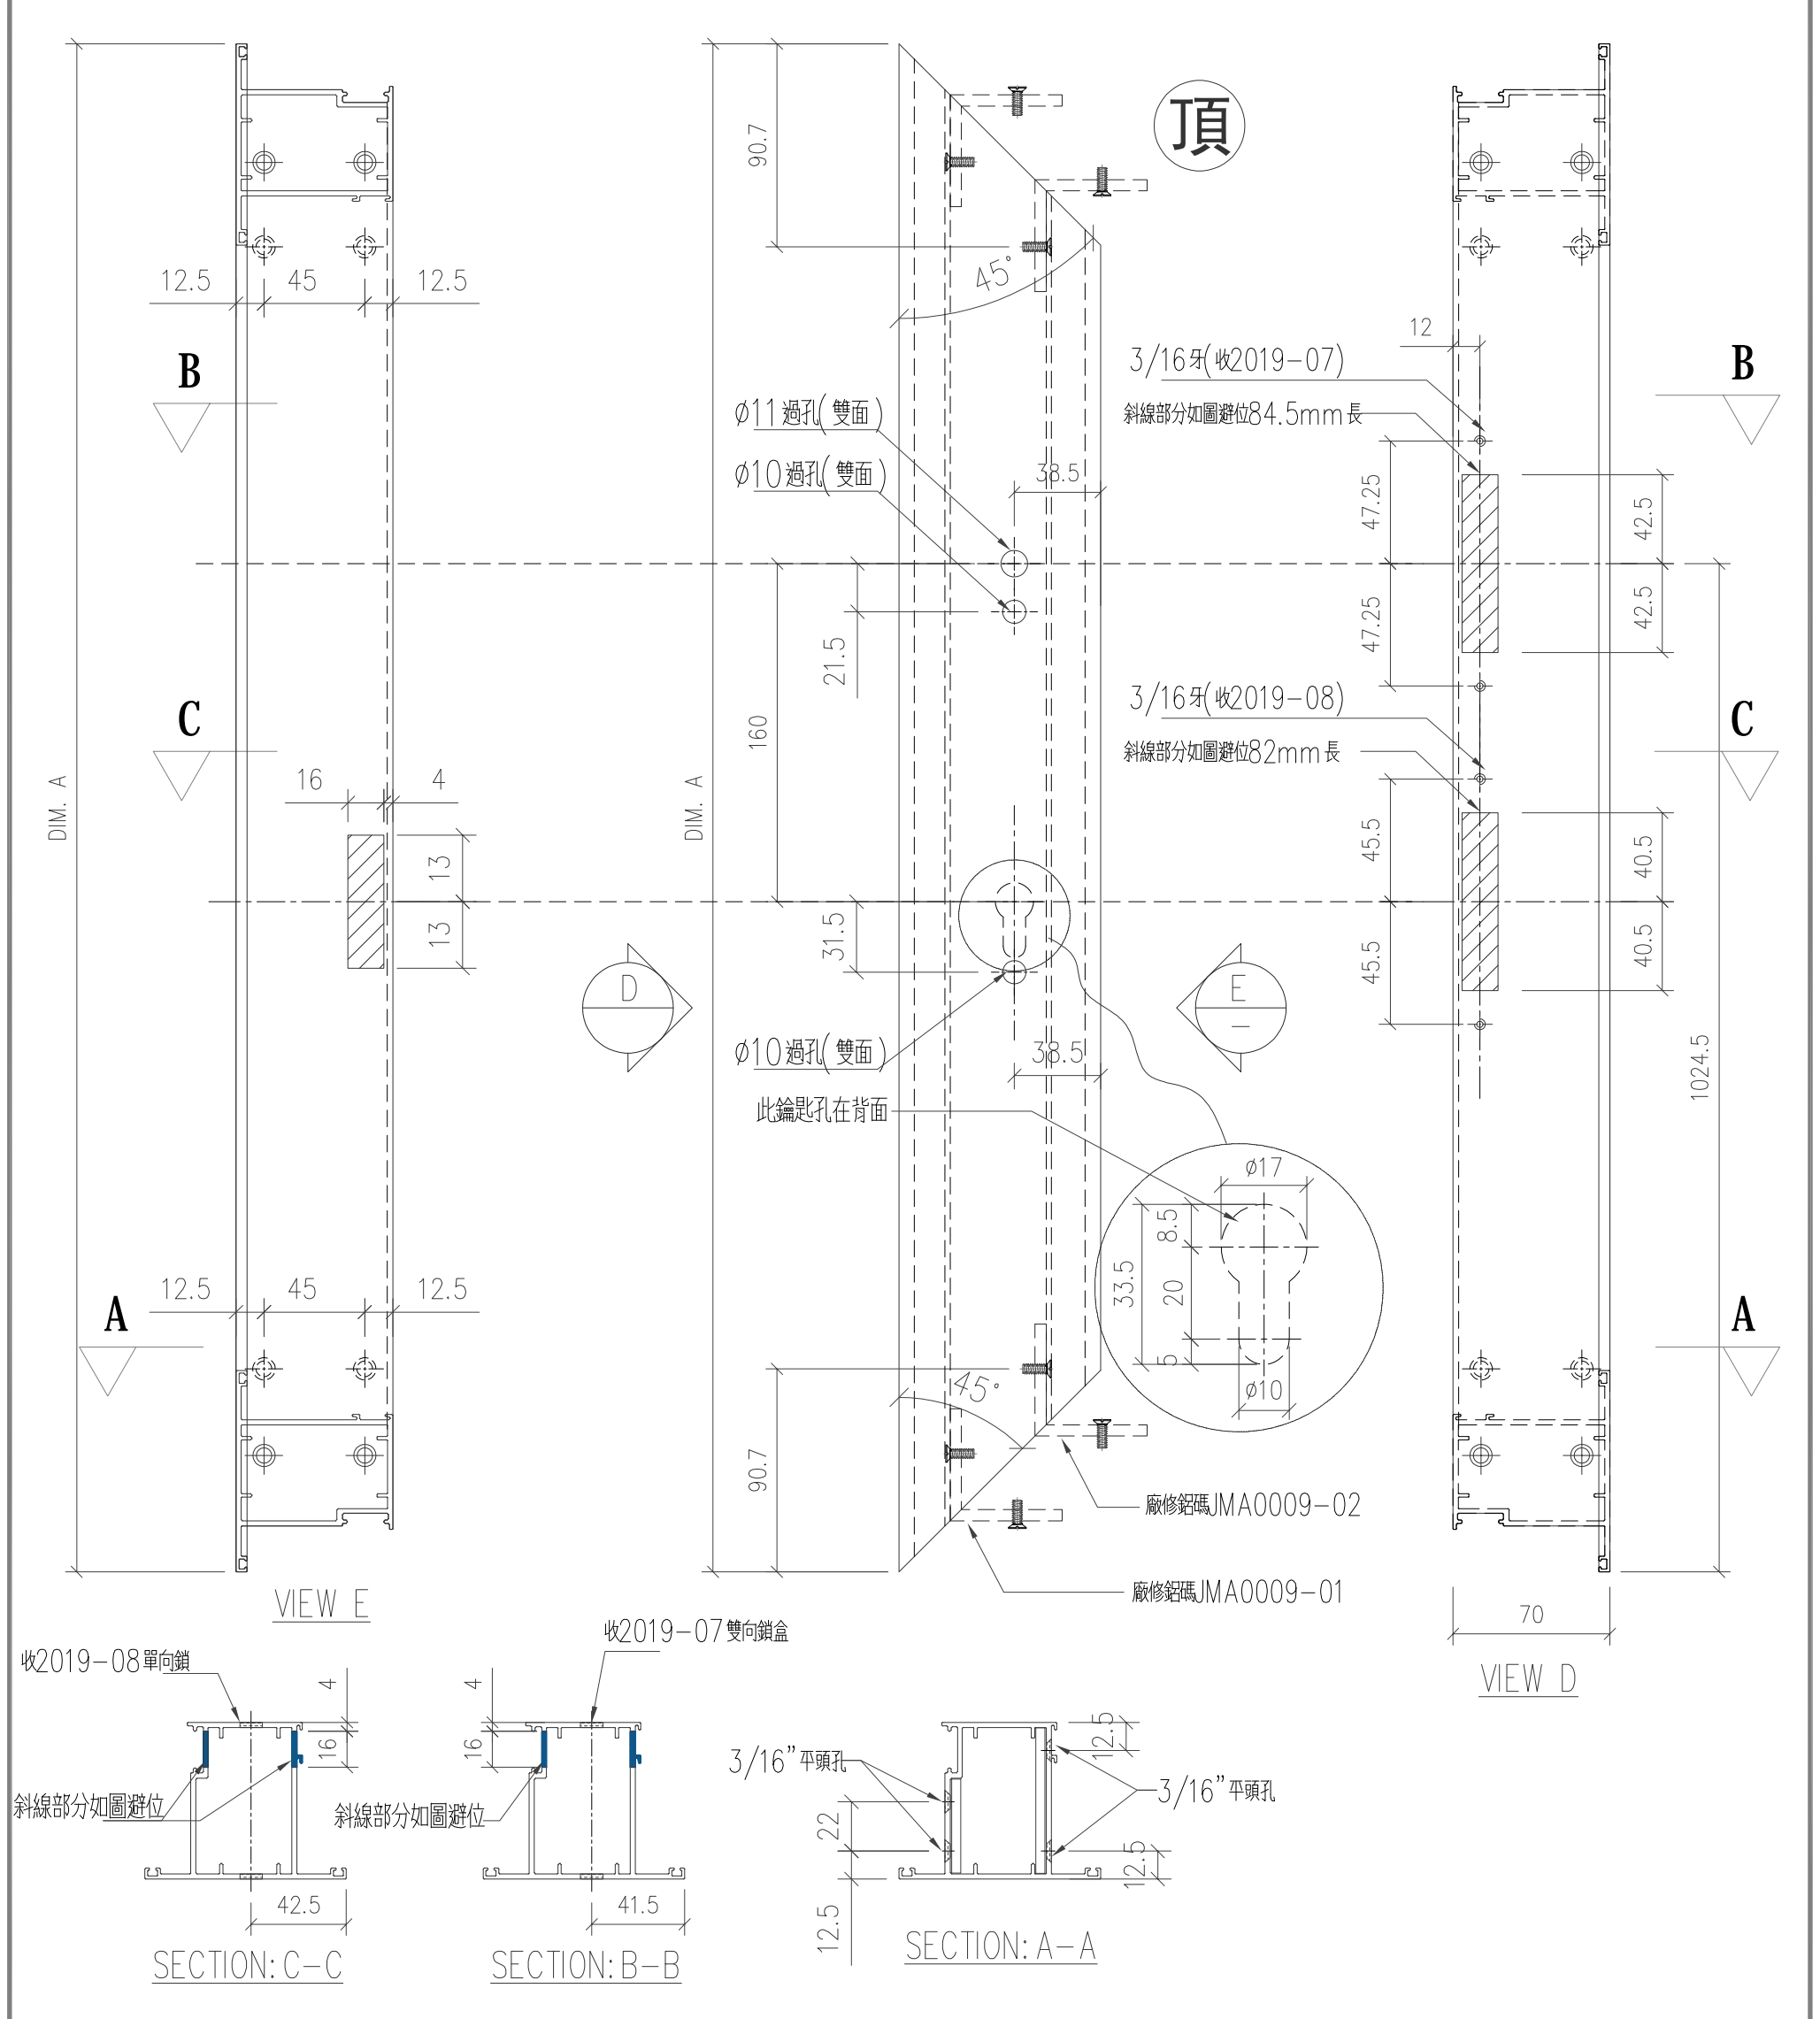 頂
90.7
45°
12.5
45
12.5
12
B
B
3/16牙(收2019-07)
斜線部分如圖避位84.5mm長
ø11過孔(雙面)
ø10過孔(雙面)
38.5
47.25
42.5
47.25
42.5
21.5
160
3/16牙(收2019-08)
斜線部分如圖避位82mm長
C
C
DIM. A
DIM. A
16
4
13
13
31.5
45.5
40.5
45.5
40.5
D
E
–
ø10過孔(雙面)
38.5
此鑰匙孔在背面
1024.5
ø17
8.5
33.5
20
5
ø10
12.5
45
12.5
A
A
45°
90.7
廠修鋁碼JMA0009-02
廠修鋁碼JMA0009-01
70
VIEW E
VIEW D
收2019-08單向鎖
收2019-07雙向鎖盒
4
16
4
16
斜線部分如圖避位
斜線部分如圖避位
3/16”平頭孔
12.5
3/16”平頭孔
22
12.5
12.5
42.5
41.5
SECTION:C-C
SECTION:B-B
SECTION:A-A